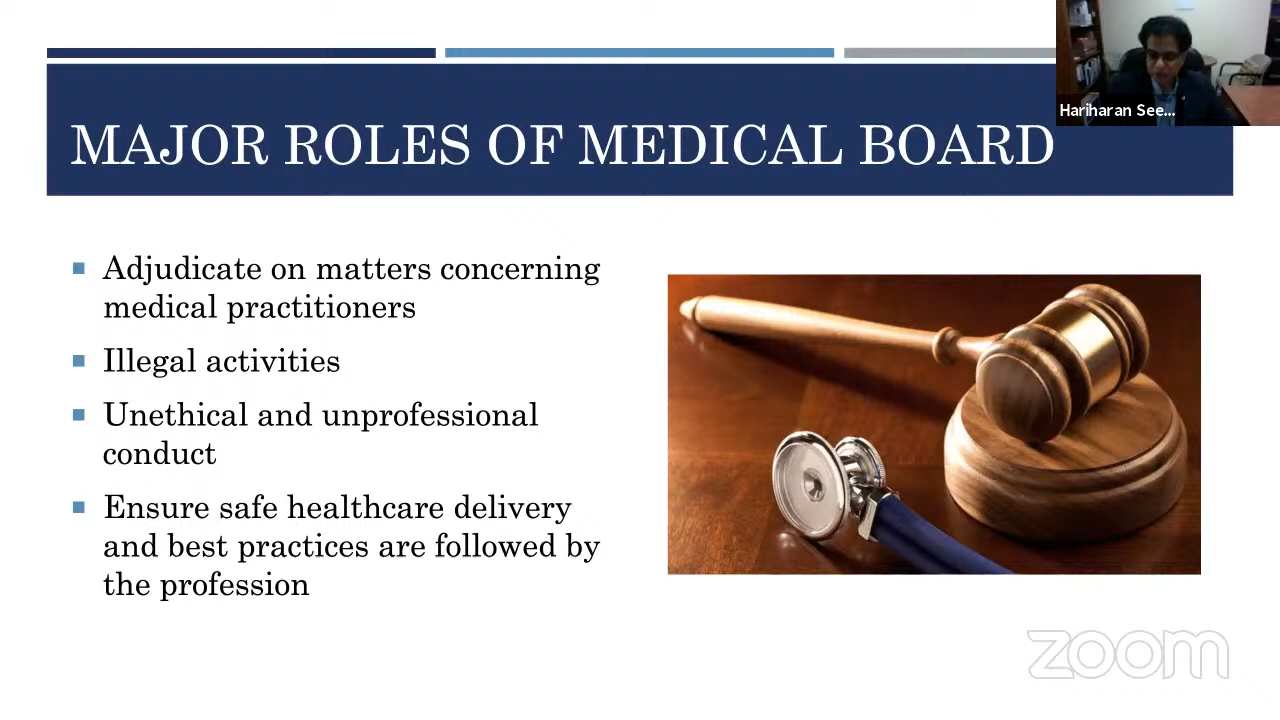 Hariharan See...
MAJOR ROLES OF MEDICAL BOARD
Adjudicate on matters concerning
medical practitioners
Illegal activities
Unethical and unprofessional
conduct
Ensure safe healthcare delivery
and best practices are followed by
the profession
zoom